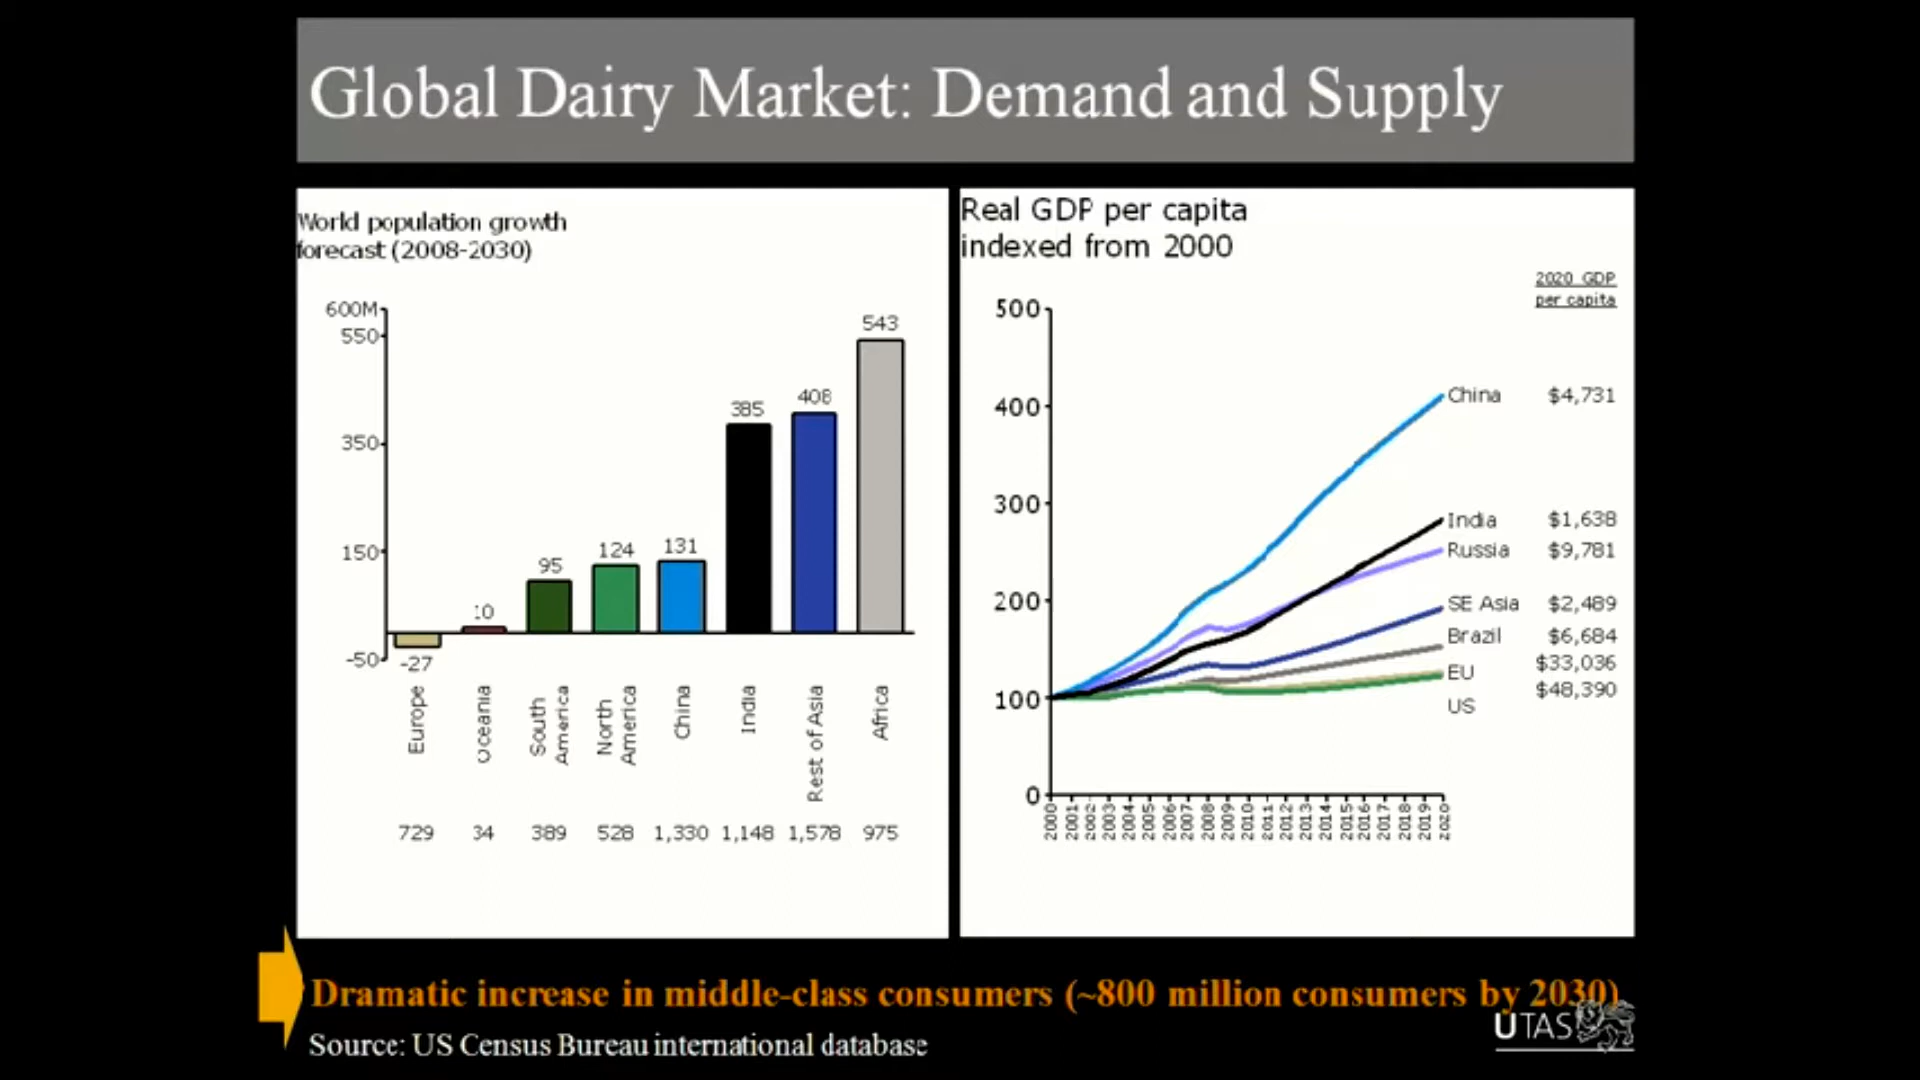 Global Dairy Market: Demand and Supply
World population growth
forecast (2008-2030)
600M
550
350
150
-50
-27
10
95
124
131
385
408
543
Europe
Oceania
South
America
North
America
China
India
Rest of Asia
Africa
729 34 389 528 1,330 1,148 1,578 975
Real GDP per capita
indexed from 2000
2020 GDP
per capita
500
400
300
200
100
0
China $4,731
India $1,638
Russia $9,781
SE Asia $2,489
Brazil $6,684
EU $33,036
US $48,390
2000 2001 2002 2003 2004 2005 2006 2007 2008 2009 2010 2011 2012 2013 2014 2015 2016 2017 2018 2019 2020
Dramatic increase in middle-class consumers (~800 million consumers by 2030)
Source: US Census Bureau international database
UTAS